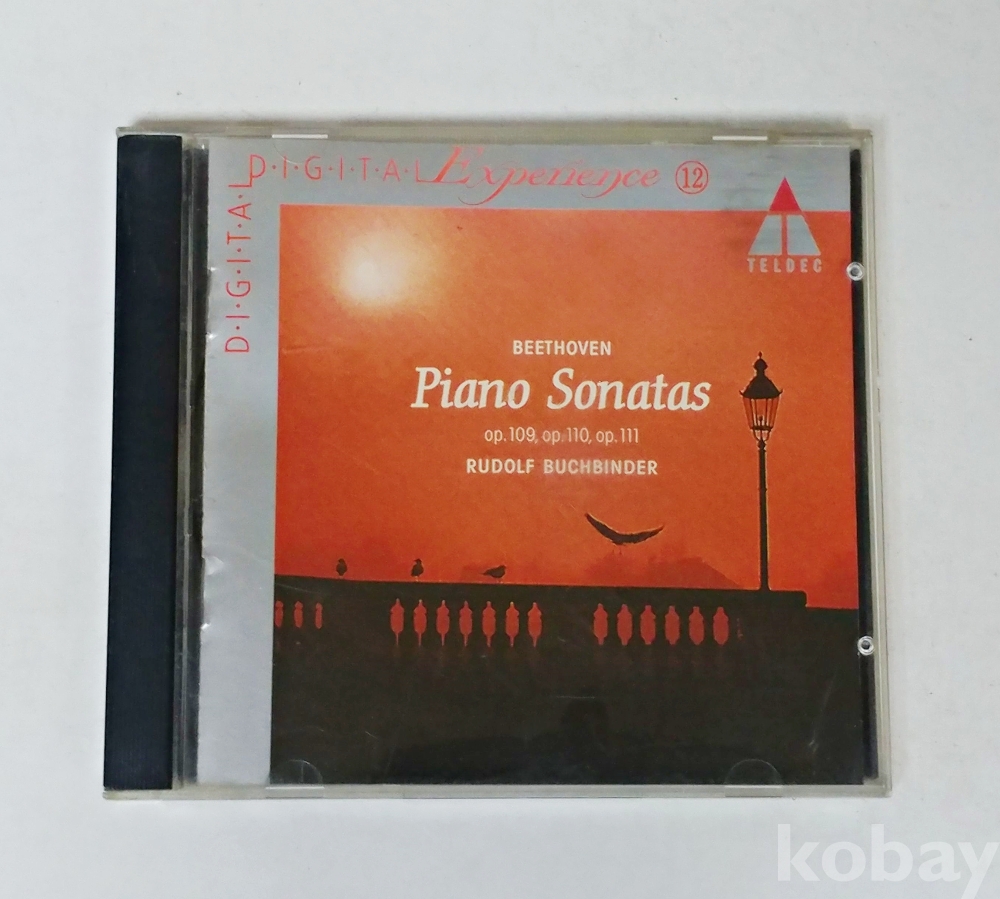 D·I·G·I·T·A·L Experience 12
D·I·G·I·T·A·L
TELDEC
BEETHOVEN
Piano Sonatas
op.109, op.110, op.111
RUDOLF BUCHBINDER
kobay